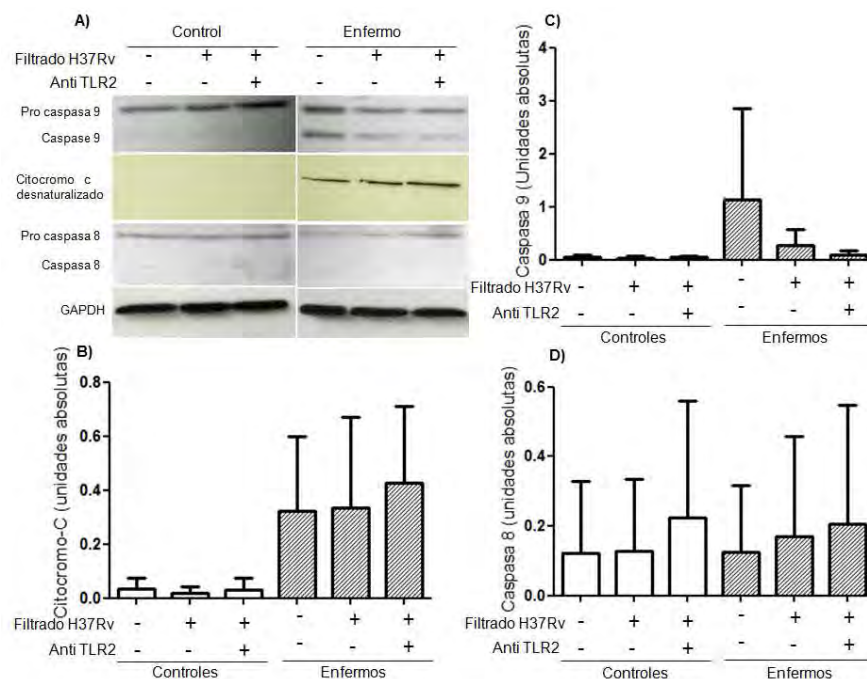 A)
Control Enfermo
Filtrado H37Rv - + + - + +
Anti TLR2 - - + - - +
Pro caspasa 9
Caspase 9
Citocromo c
desnaturalizado
Pro caspasa 8
Caspasa 8
GAPDH
B)
Citocromo-C (unidades absolutas)
0.8
0.6
0.4
0.2
0.0
Filtrado H37Rv - + + - + +
Anti TLR2 - - + - - +
Controles Enfermos
C)
Caspasa 9 (Unidades absolutas)
4
3
2
1
0
Filtrado H37Rv - + + - + +
Anti TLR2 - - + - - +
Controles Enfermos
D)
Caspasa 8 (unidades absolutas)
0.6
0.4
0.2
0.0
Filtrado H37Rv - + + - + +
Anti TLR2 - - + - - +
Controles Enfermos